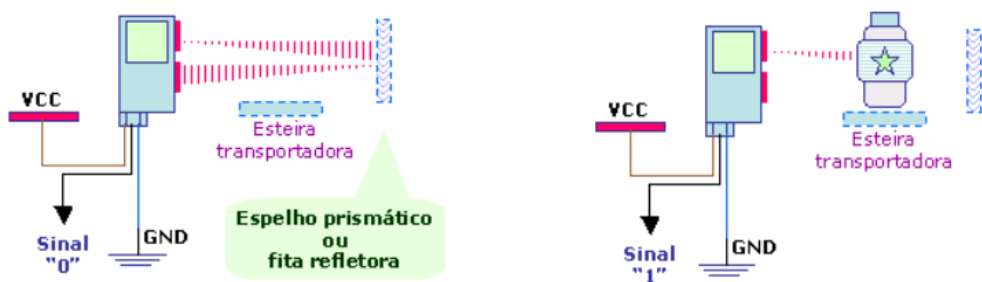 VCC
Esteira
transportadora
Espelho prismático
ou
fita refletora
GND
Sinal
"0"
VCC
Esteira
transportadora
GND
Sinal
"1"